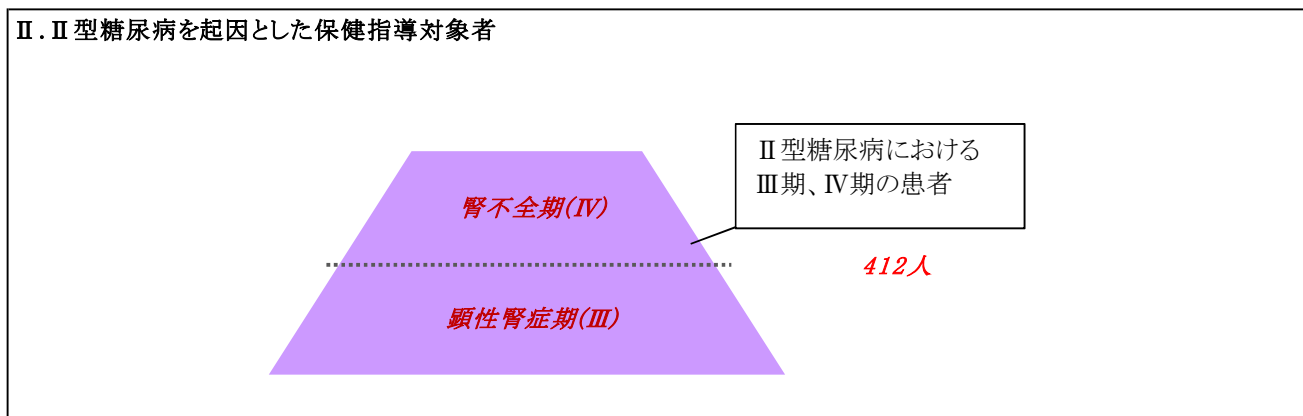 Ⅱ.Ⅱ型糖尿病を起因とした保健指導対象者
Ⅱ型糖尿病における
Ⅲ期、Ⅳ期の患者
腎不全期(Ⅳ)
412人
顕性腎症期(Ⅲ)